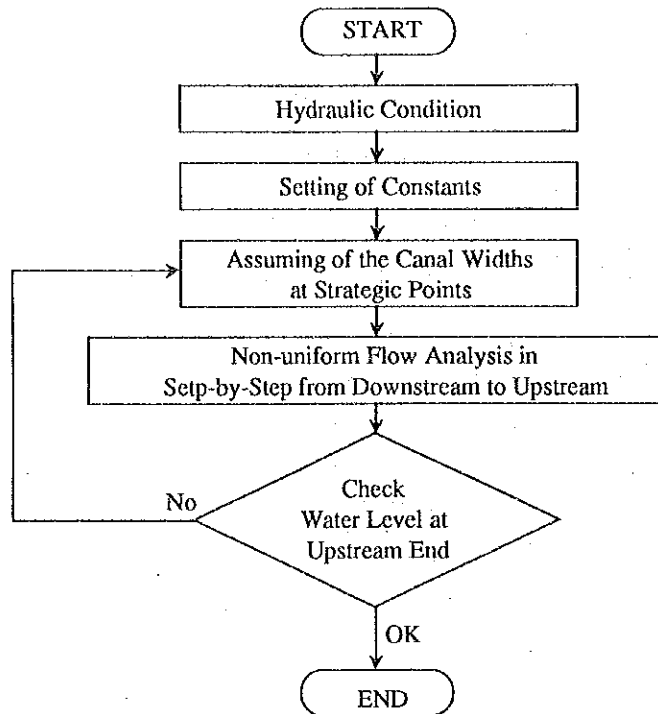 START
Hydraulic Condition
Setting of Constants
Assuming of the Canal Widths
at Strategic Points
Non-uniform Flow Analysis in
Setp-by-Step from Downstream to Upstream
Check
Water Level at
Upstream End
No
OK
END